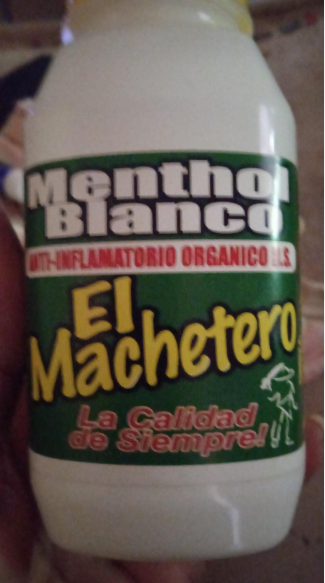 Menthol
Blanco
ANTI-INFLAMATORIO ORGANICO
El
Machetero
La Calidad
de Siempre!